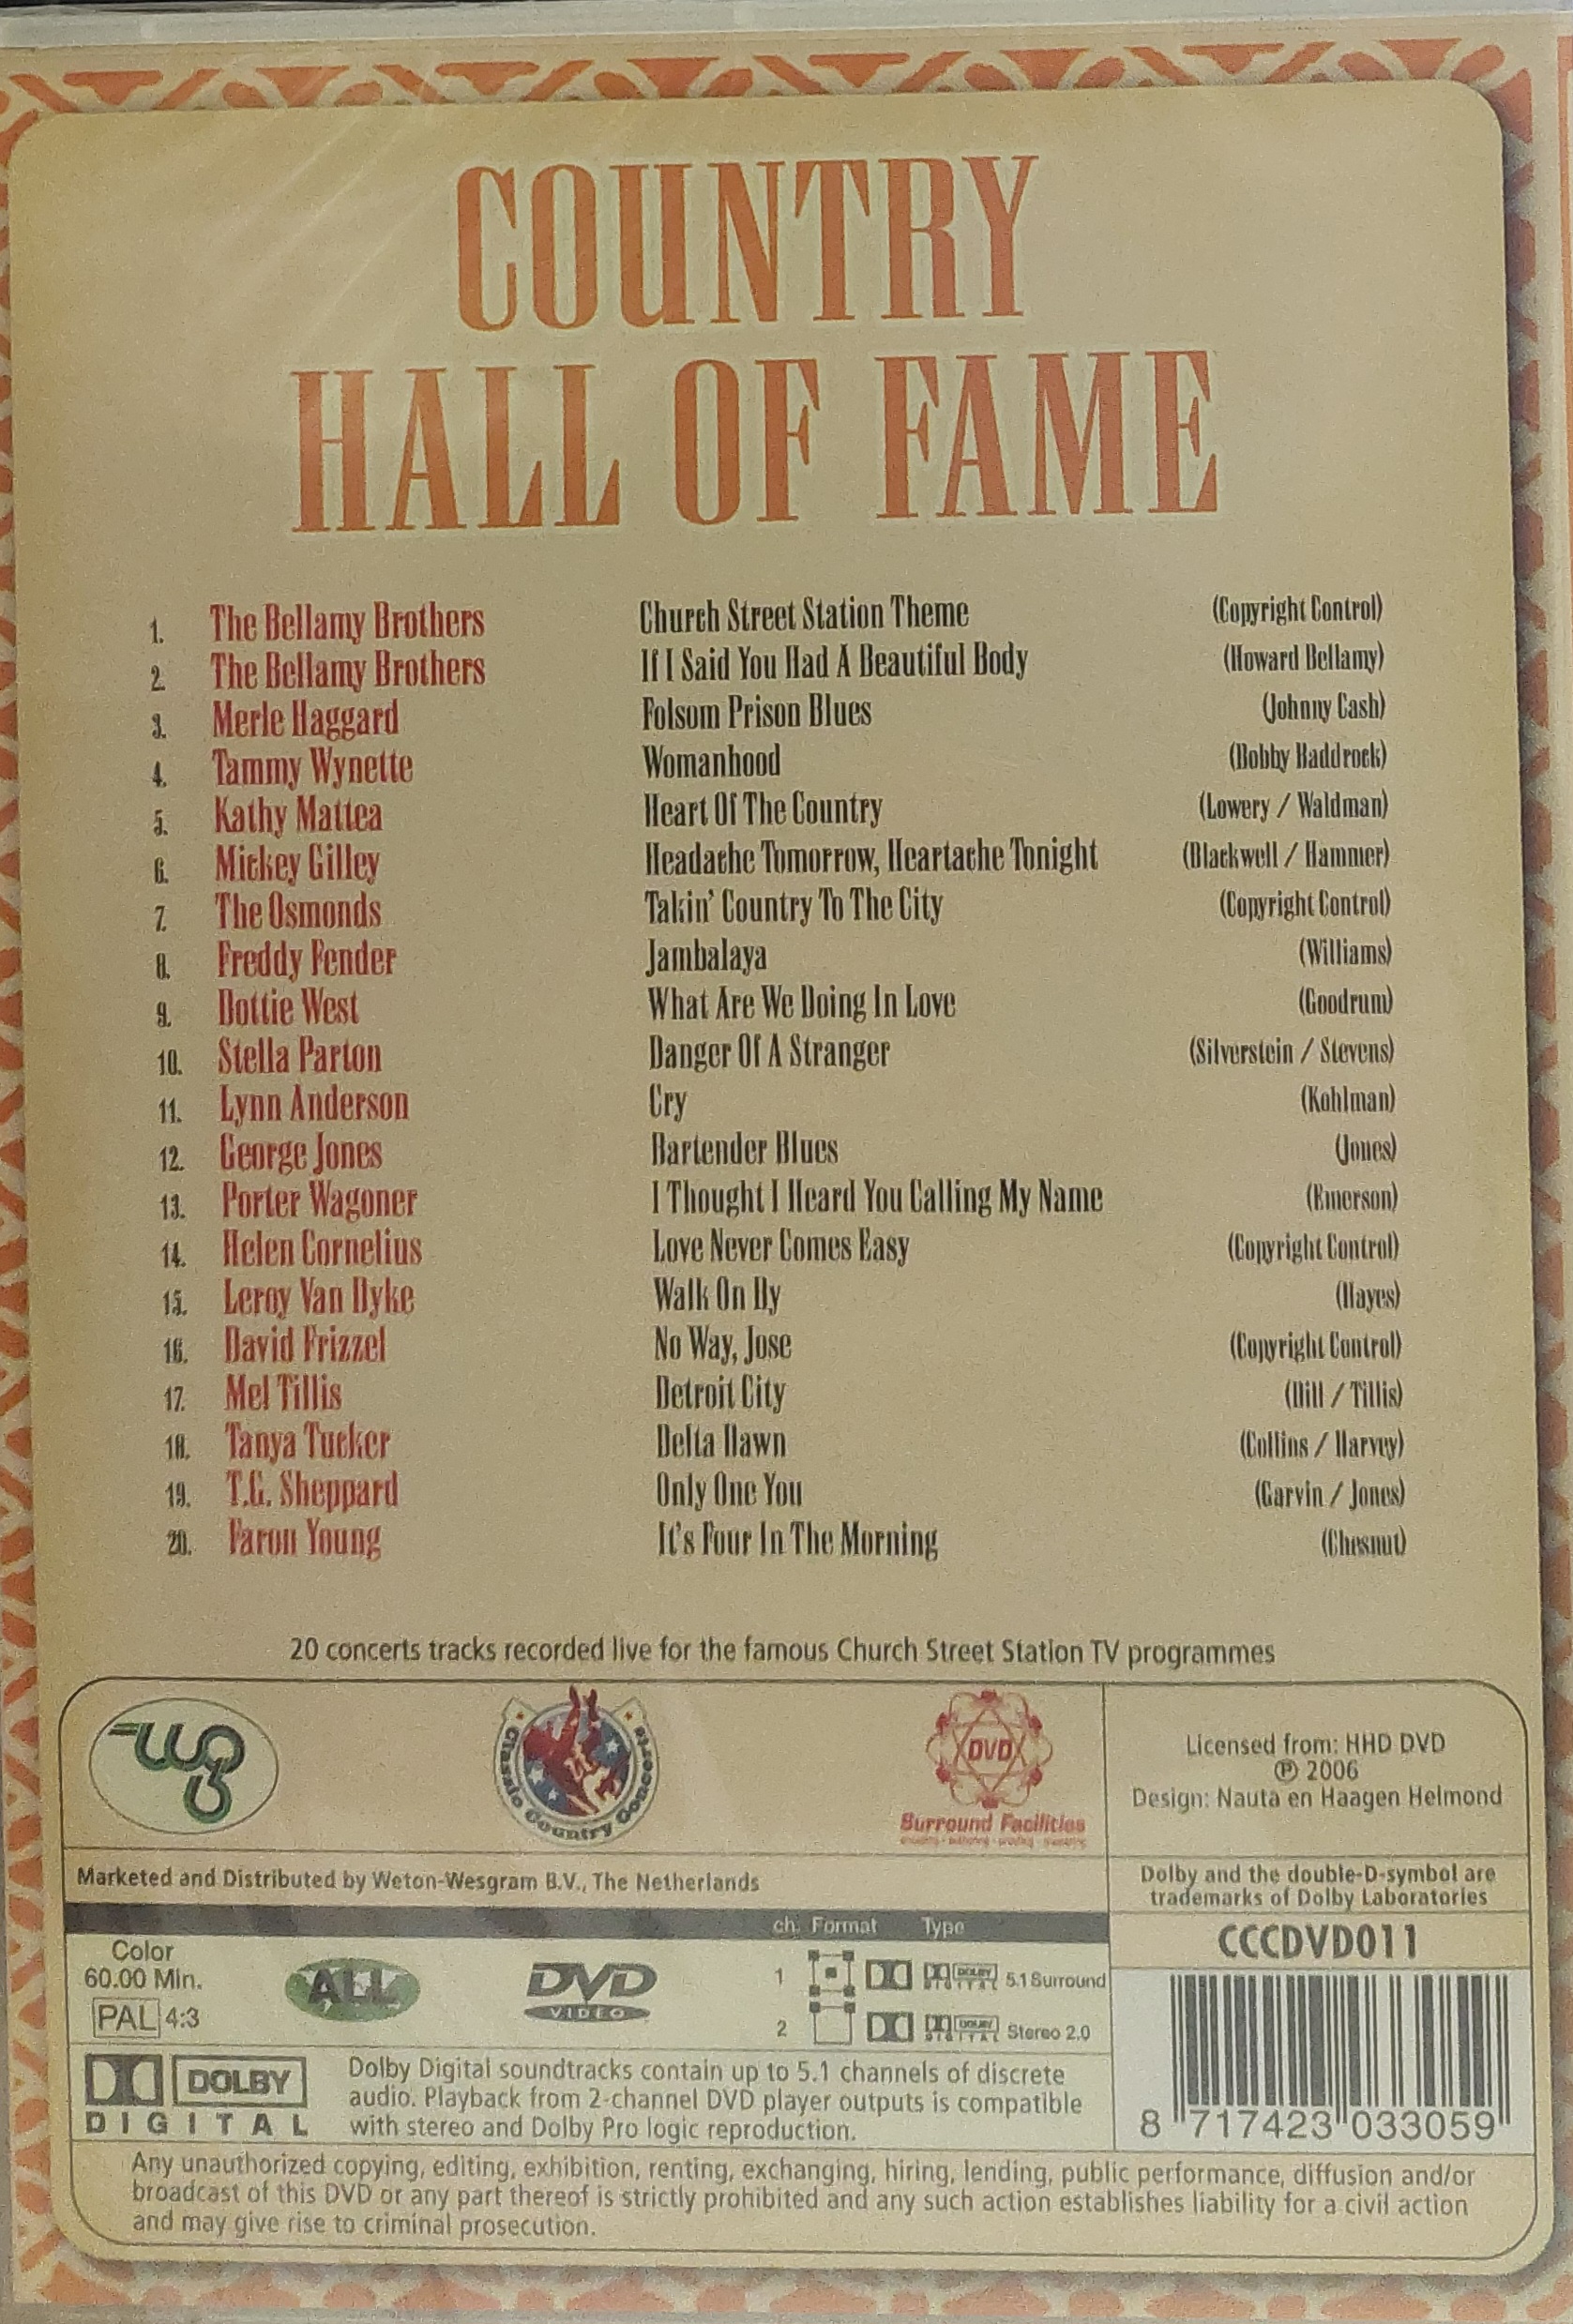 COUNTRY
HALL OF FAME
1. The Bellamy Brothers Church Street Station Theme (Copyright Control)
2. The Bellamy Brothers If I Said You Had A Beautiful Body (Howard Bellamy)
3. Merle Haggard Folsom Prison Blues (Johnny Cash)
4. Tammy Wynette Womanhood (Bobby Baddrock)
5. Kathy Mattea Heart Of The Country (Lowery / Waldman)
6. Mickey Gilley Headache Tomorrow, Heartache Tonight (Blackwell / Hammer)
7. The Osmonds Takin' Country To The City (Copyright Control)
8. Freddy Fender Jambalaya (Williams)
9. Dottie West What Are We Doing In Love (Goodrum)
10. Stella Parton Danger Of A Stranger (Silverstein / Stevens)
11. Lynn Anderson Cry (Kohlman)
12. George Jones Bartender Blues (Jones)
13. Porter Wagoner I Thought I Heard You Calling My Name (Emerson)
14. Helen Cornelius Love Never Comes Easy (Copyright Control)
15. Leroy Van Dyke Walk On By (Hayes)
16. David Frizzel No Way, Jose (Copyright Control)
17. Mel Tillis Detroit City (Dill / Tillis)
18. Tanya Tucker Delta Dawn (Collins / Harvey)
19. T.G. Sheppard Only One You (Garvin / Jones)
20. Faron Young It's Four In The Morning (Chesnut)
20 concerts tracks recorded live for the famous Church Street Station TV programmes
Classic Country Concerts
DVD
Surround Facilities
Licensed from: HHD DVD
℗ 2006
Design: Nauta en Haagen Helmond
Marketed and Distributed by Weton-Wesgram B.V., The Netherlands
Dolby and the double-D-symbol are
trademarks of Dolby Laboratories
ch. Format Type
CCCDVD011
Color
60.00 Min.
PAL 4:3
ALL
DVD
VIDEO
1 DOLBY DIGITAL 5.1 Surround
2 DOLBY DIGITAL Stereo 2.0
DOLBY
DIGITAL
Dolby Digital soundtracks contain up to 5.1 channels of discrete
audio. Playback from 2-channel DVD player outputs is compatible
with stereo and Dolby Pro logic reproduction.
8 717423 033059
Any unauthorized copying, editing, exhibition, renting, exchanging, hiring, lending, public performance, diffusion and/or
broadcast of this DVD or any part thereof is strictly prohibited and any such action establishes liability for a civil action
and may give rise to criminal prosecution.